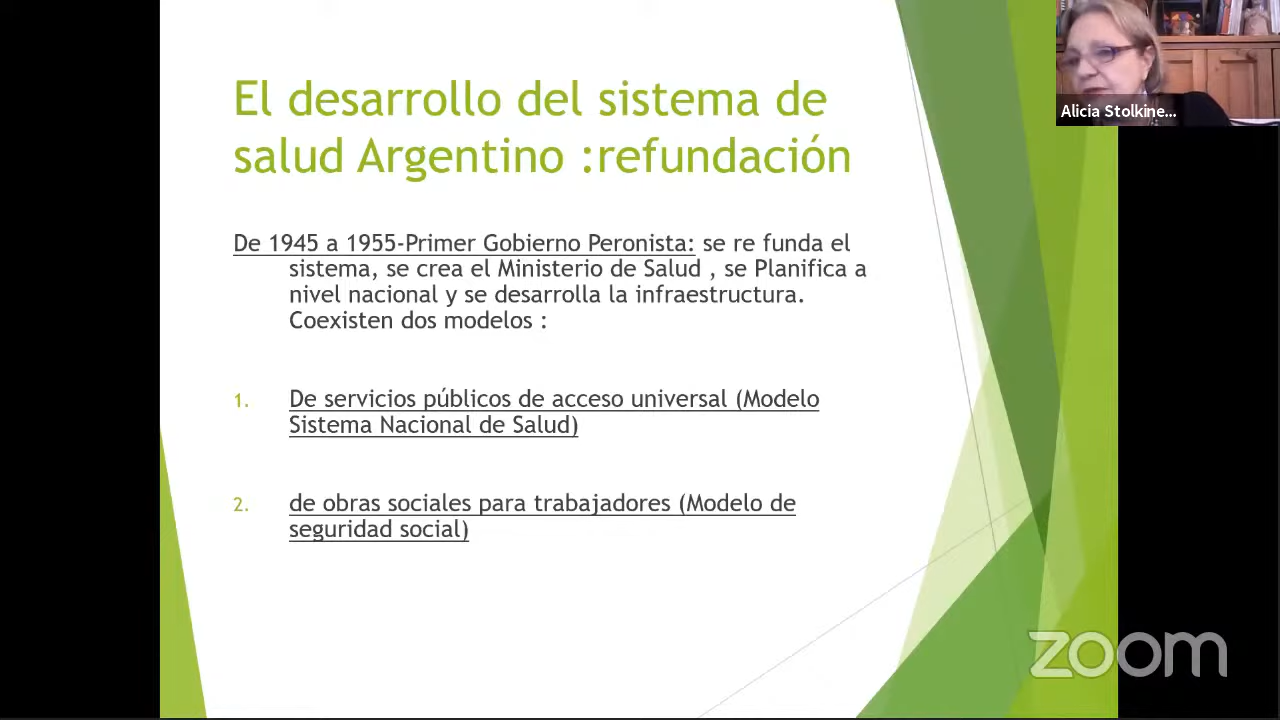 El desarrollo del sistema de
salud Argentino :refundación
De 1945 a 1955-Primer Gobierno Peronista: se re funda el
sistema, se crea el Ministerio de Salud , se Planifica a
nivel nacional y se desarrolla la infraestructura.
Coexisten dos modelos :
1. De servicios públicos de acceso universal (Modelo
Sistema Nacional de Salud)
2. de obras sociales para trabajadores (Modelo de
seguridad social)
Alicia Stolkine...
zoom